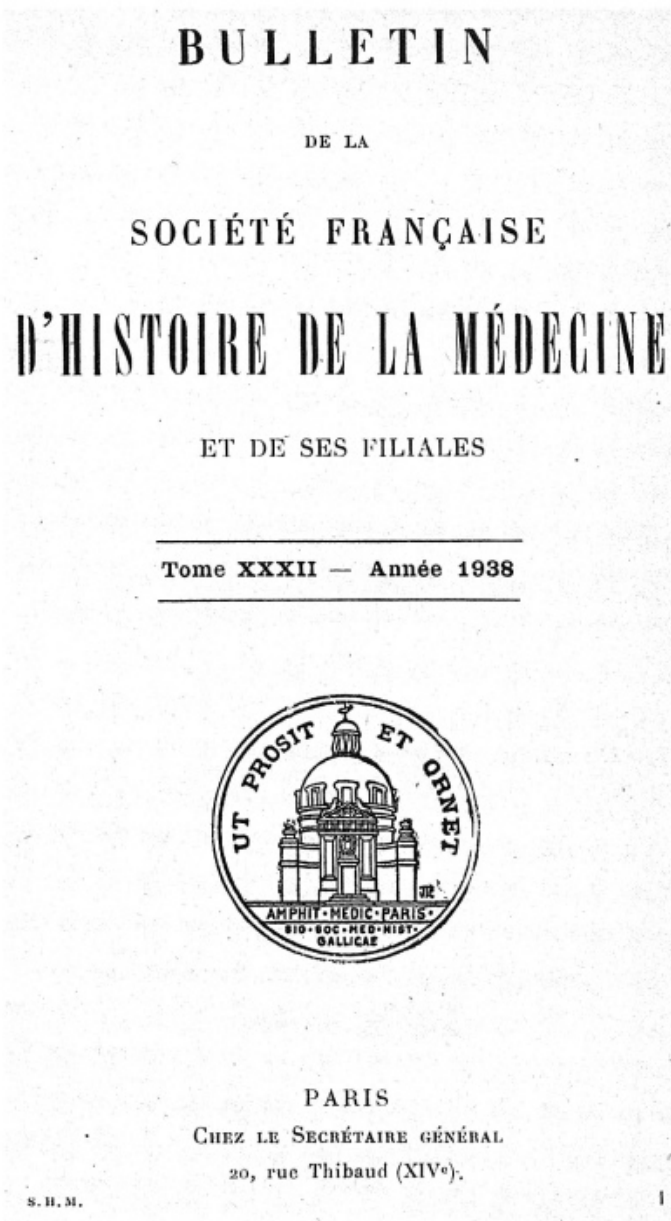 BULLETIN
DE LA
SOCIÉTÉ FRANÇAISE
D'HISTOIRE DE LA MÉDECINE
ET DE SES FILIALES
Tome XXXII — Année 1938
UT PROSIT ET ORNET
JR
AMPHIT·MEDIC·PARIS·
SIG·SOC·MED·HIST·
GALLICAE
PARIS
CHEZ LE SECRÉTAIRE GÉNÉRAL
20, rue Thibaud (XIVe).
S. H. M.
1